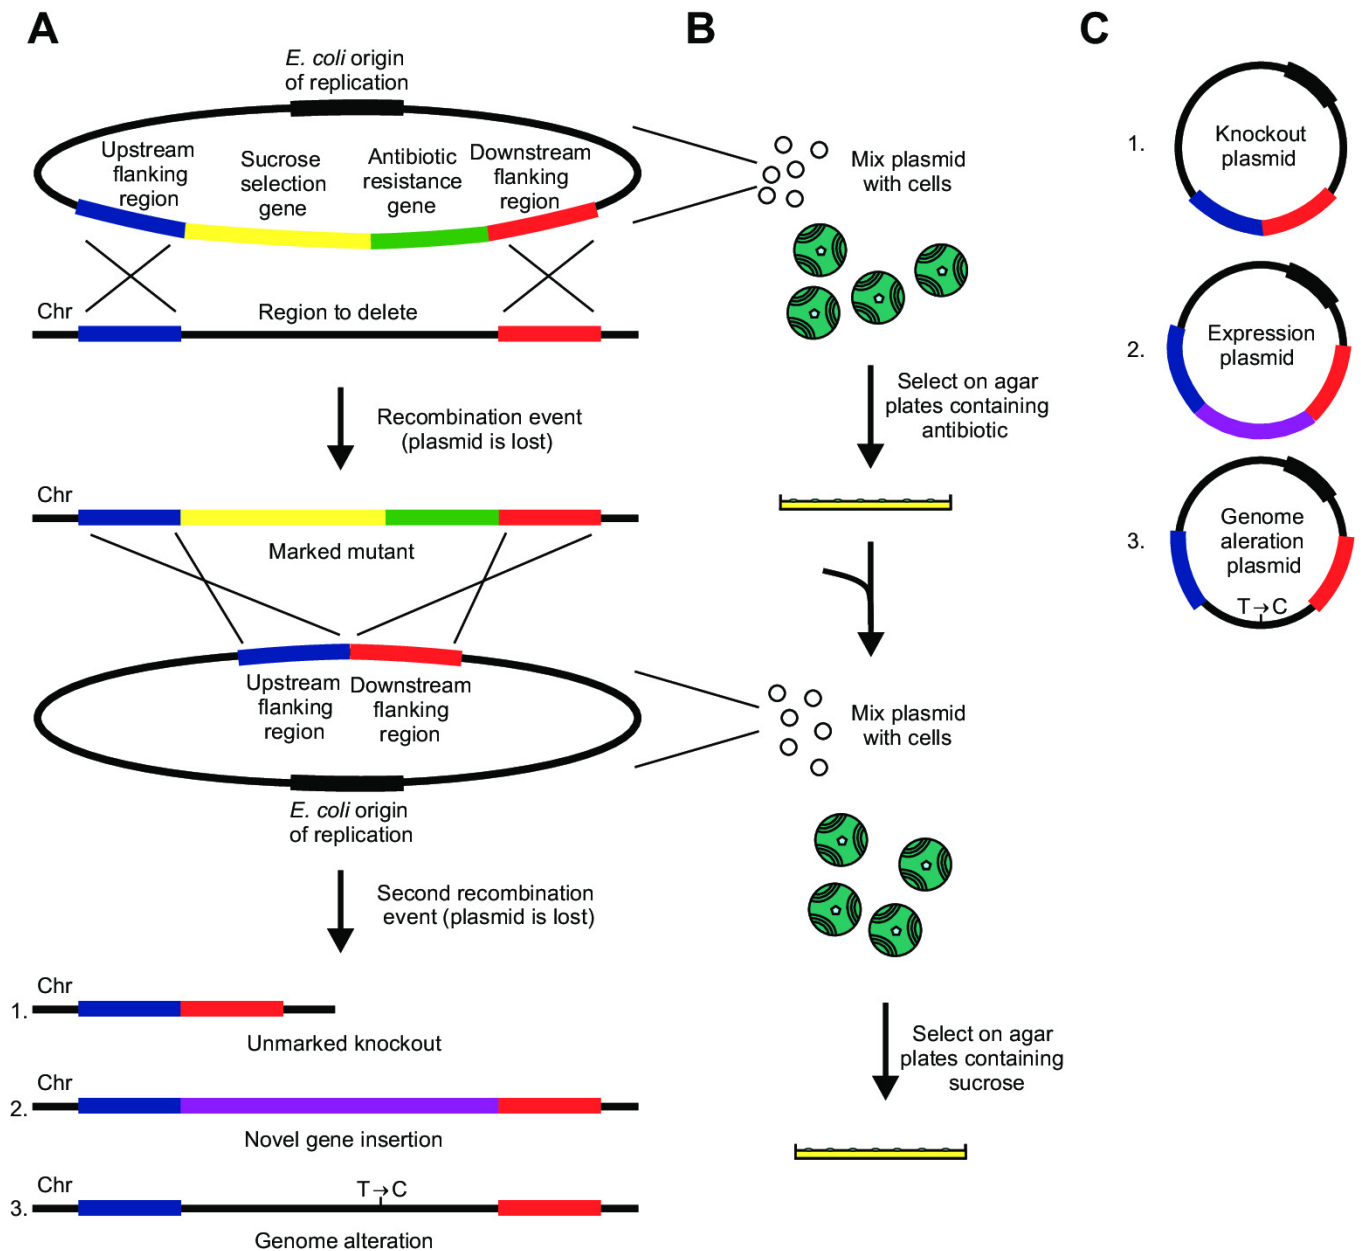 A
E. coli origin
of replication
Upstream
flanking
region
Sucrose
selection
gene
Antibiotic
resistance
gene
Downstream
flanking
region
Chr
Region to delete
Recombination event
(plasmid is lost)
Chr
Marked mutant
Upstream
flanking
region
Downstream
flanking
region
E. coli origin
of replication
Second recombination
event (plasmid is lost)
Chr
1.
Unmarked knockout
Chr
2.
Novel gene insertion
Chr
T→C
3.
Genome alteration
B
Mix plasmid
with cells
Select on agar
plates containing
antibiotic
Mix plasmid
with cells
Select on agar
plates containing
sucrose
C
1.
Knockout
plasmid
2.
Expression
plasmid
3.
Genome
aleration
plasmid
T→C